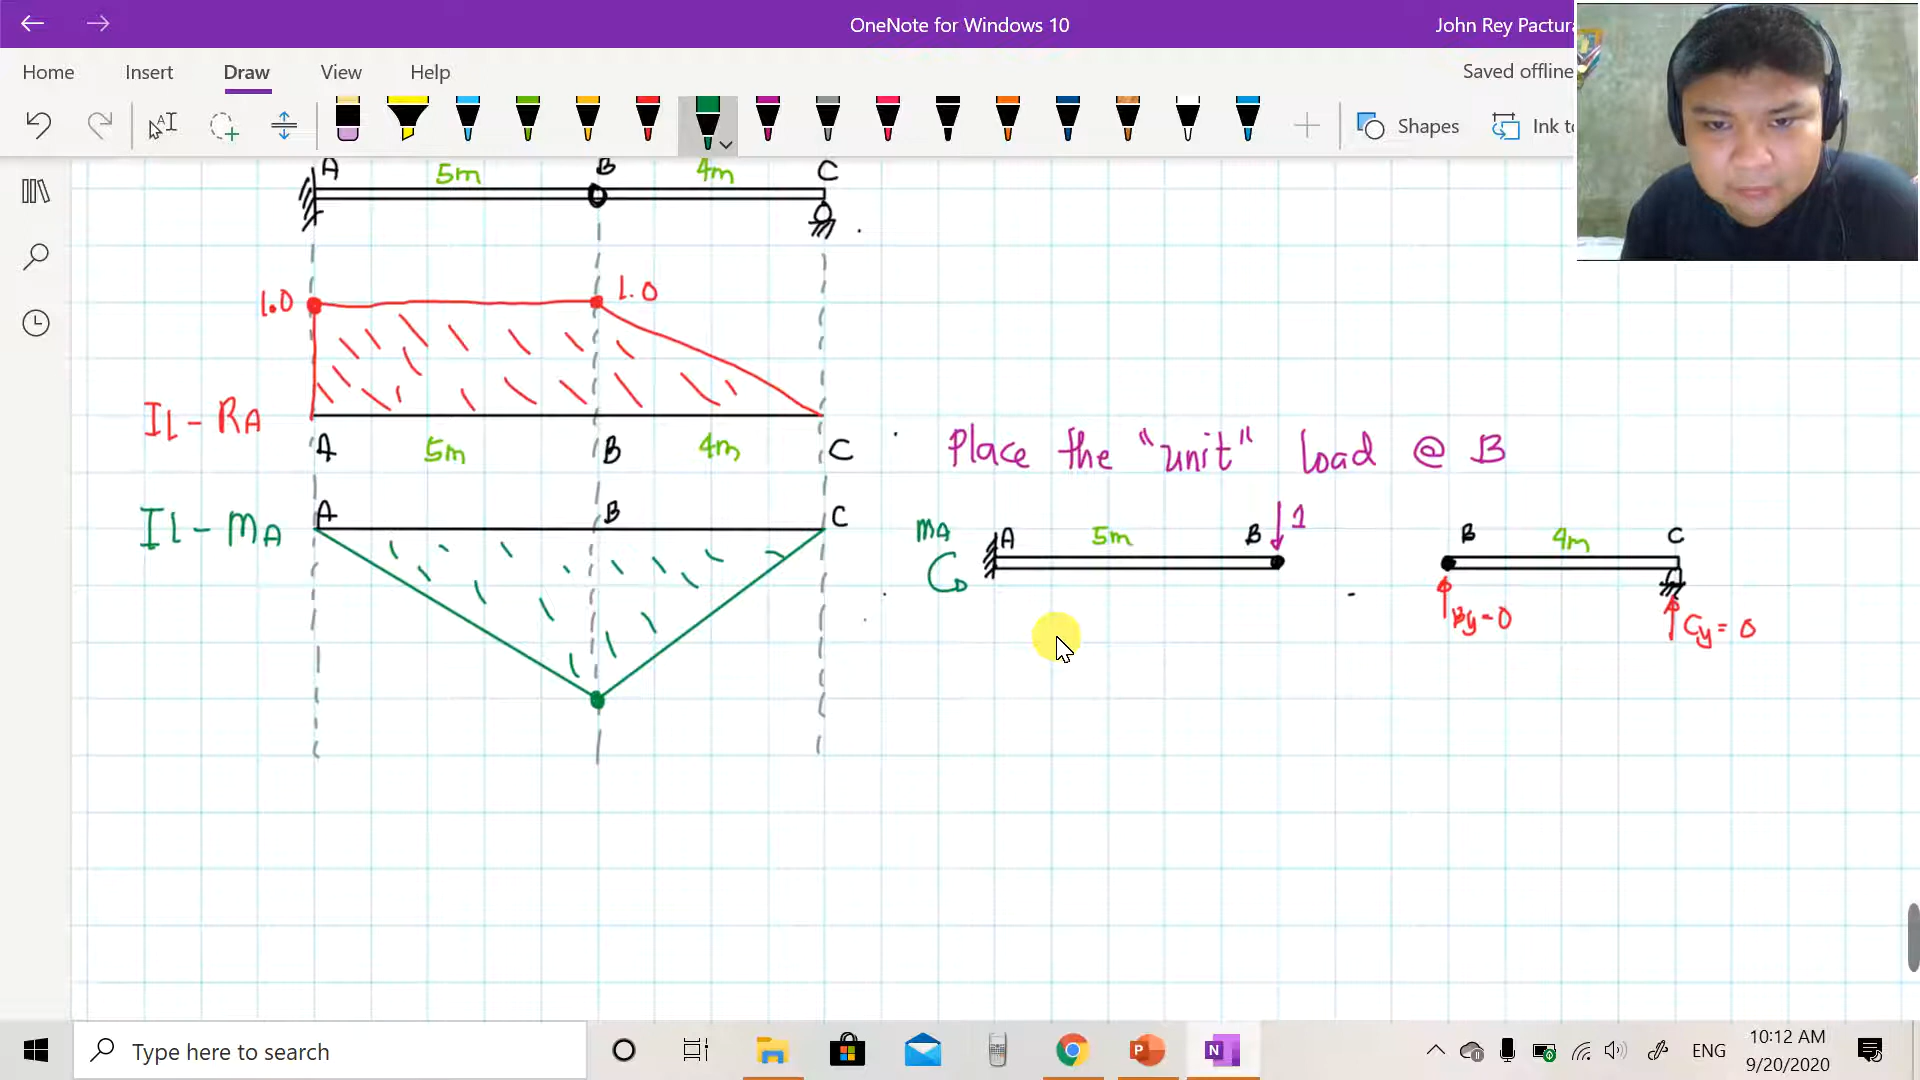 OneNote for Windows 10
John Rey Pactura
Home Insert Draw View Help
Saved offline
Shapes
Ink to
A 5m B 4m C
1.0 1.0
IL - RA
A 5m B 4m C
Place the "unit" load @ B
IL - MA
A B C
MA A 5m B 1
B 4m C
By = 0
Cy = 0
Type here to search
ENG
10:12 AM
9/20/2020